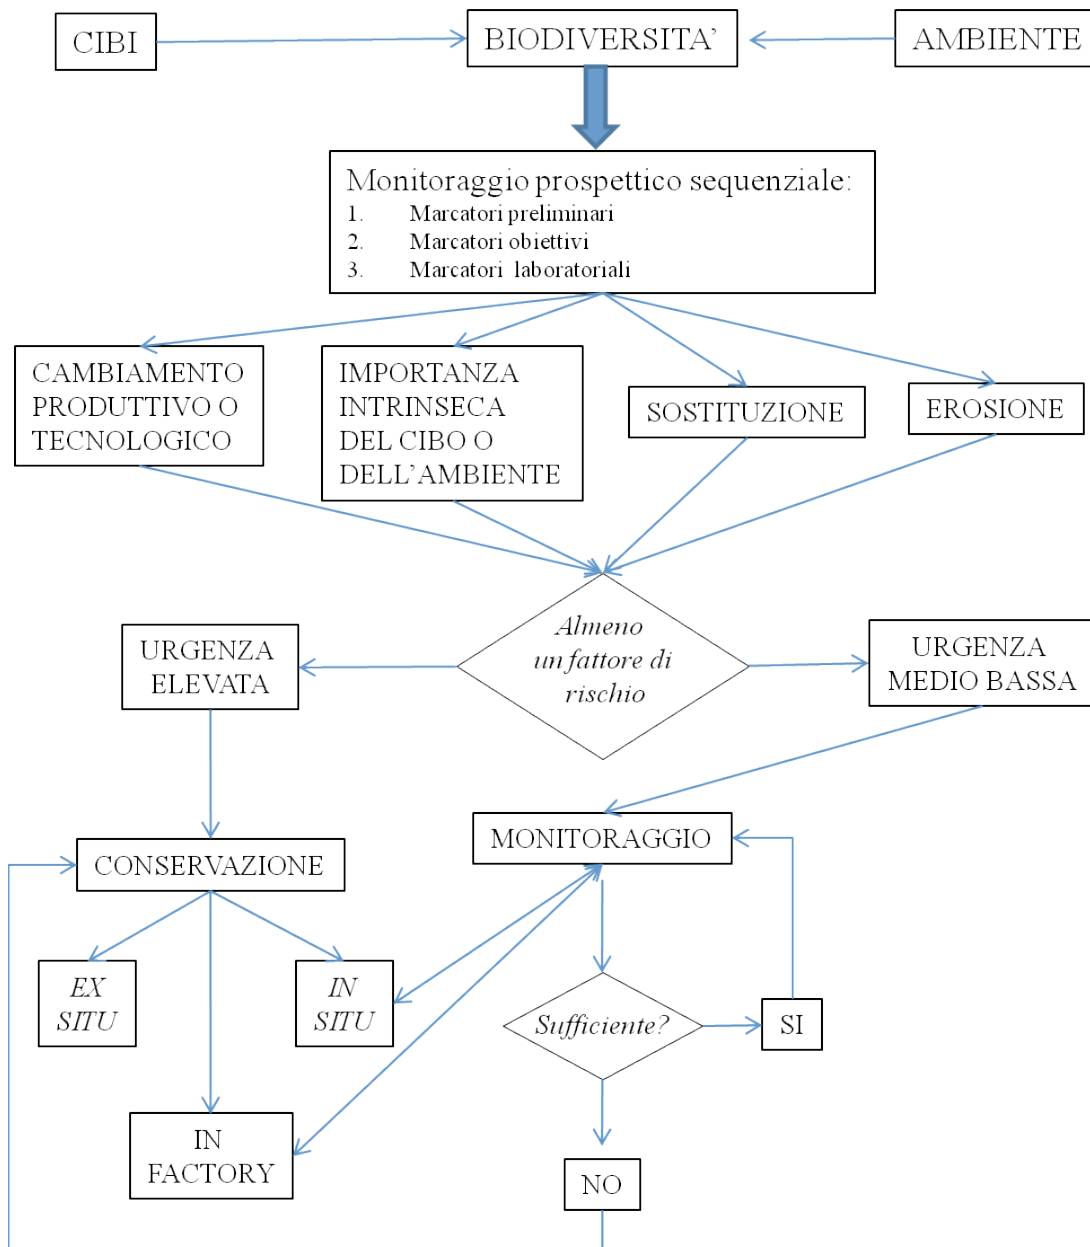 CIBI
BIODIVERSITA’
AMBIENTE
Monitoraggio prospettico sequenziale:
1. Marcatori preliminari
2. Marcatori obiettivi
3. Marcatori laboratoriali
CAMBIAMENTO
PRODUTTIVO O
TECNOLOGICO
IMPORTANZA
INTRINSECA
DEL CIBO O
DELL’AMBIENTE
SOSTITUZIONE
EROSIONE
Almeno
un fattore di
rischio
URGENZA
ELEVATA
URGENZA
MEDIO BASSA
CONSERVAZIONE
MONITORAGGIO
EX
SITU
IN
SITU
Sufficiente?
SI
IN
FACTORY
NO